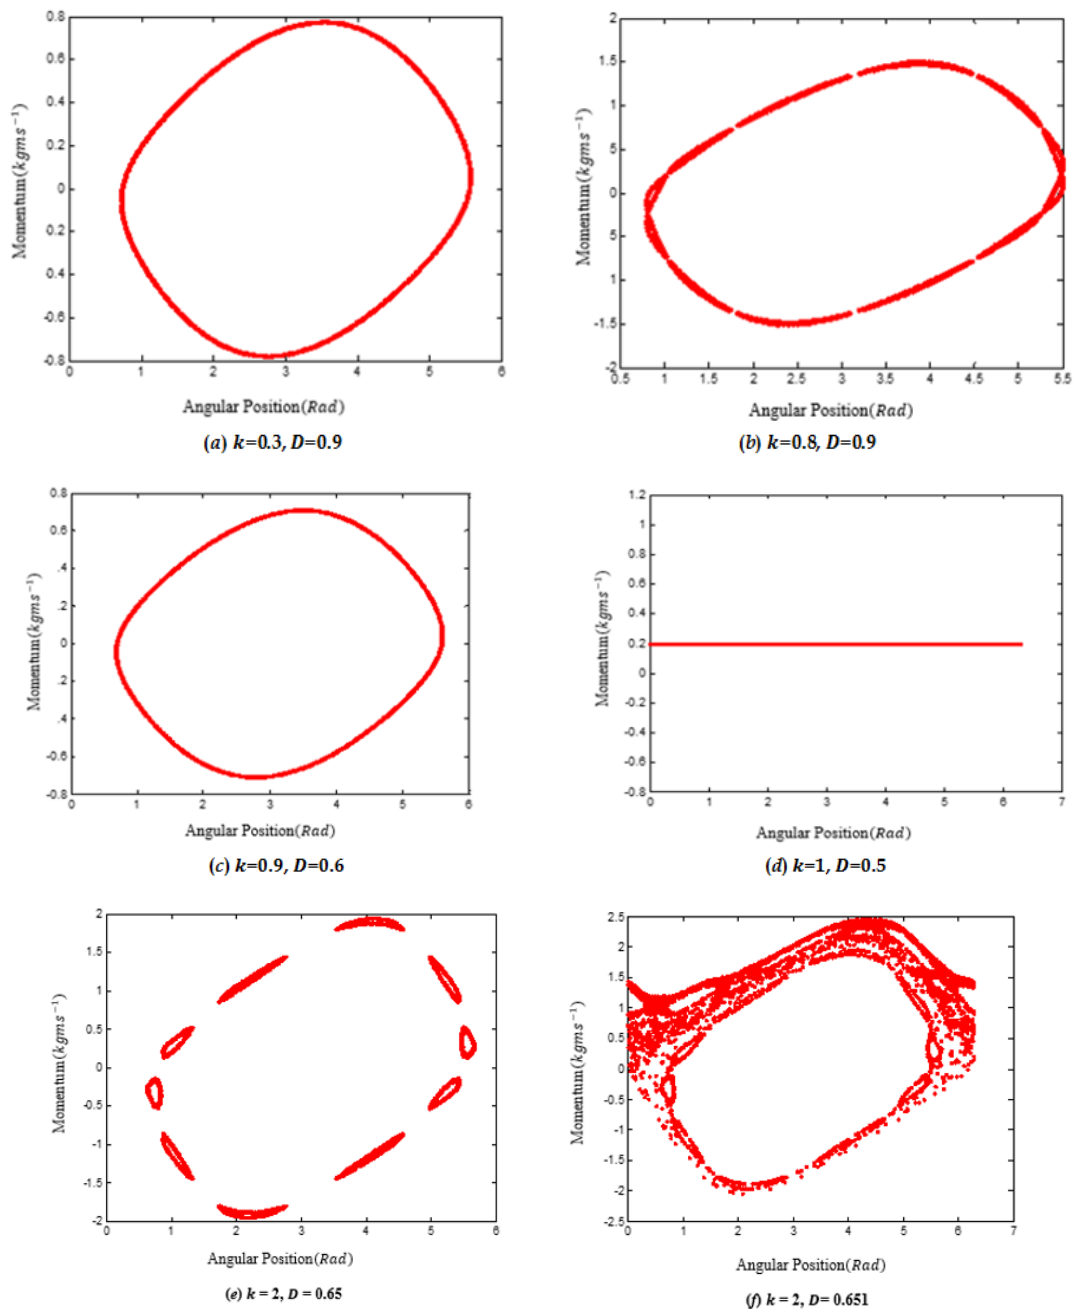 0.8
0.6
0.4
0.2
0
0.2
0.4
-0.6
0.8
0 1 2 3 4 5 6
Momentum(kgms⁻¹)
Angular Position(Rad)
(a) k=0.3, D=0.9
2
1.5
1
5
0
5
1
-1.5
-2
0.5 1 1.5 2 2.5 3 3.5 4 4.5 5 5.5
Momentum(kgms⁻¹)
Angular Position(Rad)
(b) k=0.8, D=0.9
0.8
0.6
.4
.2
0
.2
.4
-0.6
-0.8
0 1 2 3 4 5 6
Momentum(kgms⁻¹)
Angular Position(Rad)
(c) k=0.9, D=0.6
1.2
1
0.8
0.6
0.4
0.2
0
-0.2
-0.4
-0.6
-0.8
0 1 2 3 4 5 6 7
Momentum(kgms⁻¹)
Angular Position(Rad)
(d) k=1, D=0.5
2
1.5
1
0.5
0
-0.5
-1
-1.5
-2
0 1 2 3 4 5 6
Momentum(kgms⁻¹)
Angular Position(Rad)
(e) k = 2, D = 0.65
2.5
2
1.5
1
0.5
0
-0.5
-1
-1.5
-2
-2.5
0 1 2 3 4 5 6 7
Momentum(kgms⁻¹)
Angular Position(Rad)
(f) k = 2, D= 0.651